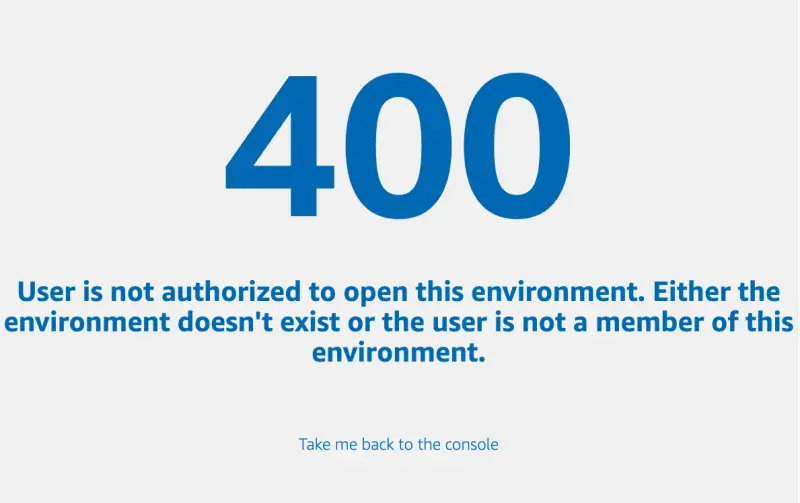 400
User is not authorized to open this environment. Either the
environment doesn't exist or the user is not a member of this
environment.
Take me back to the console